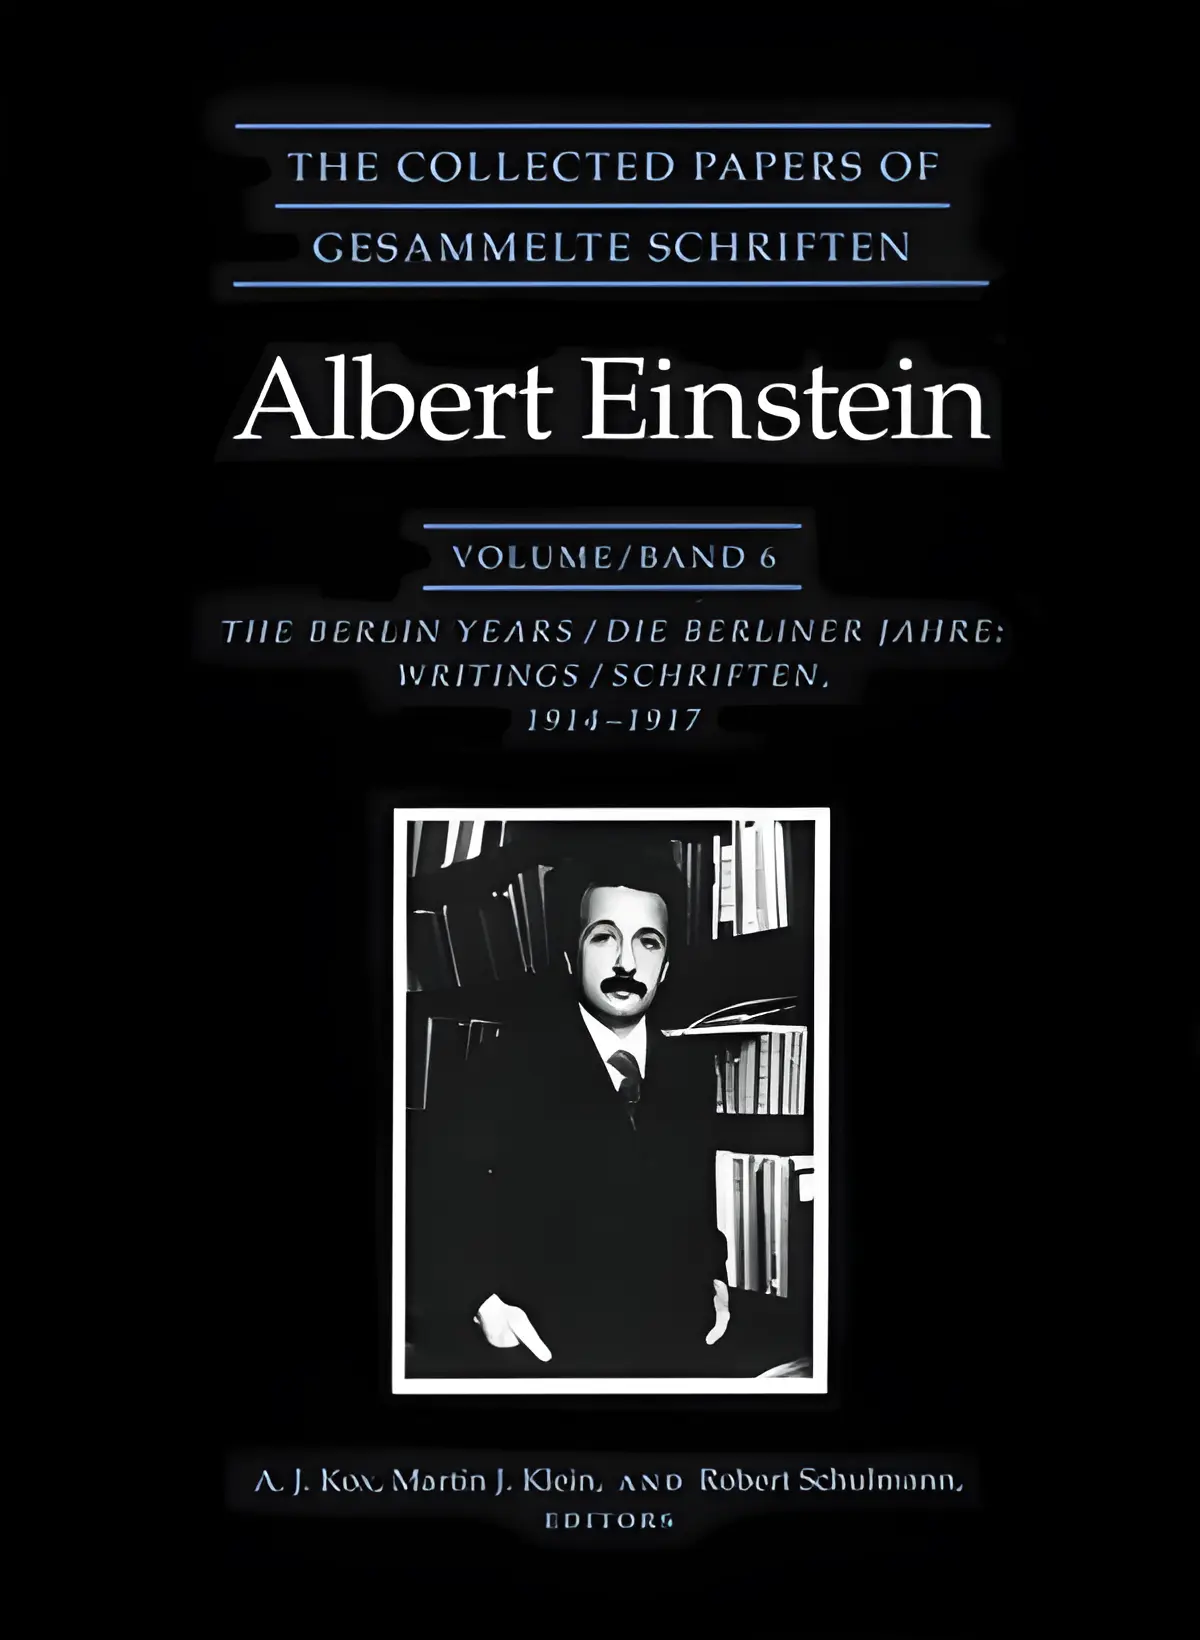 THE COLLECTED PAPERS OF
GESAMMELTE SCHRIFTEN
Albert Einstein
VOLUME/BAND 6
THE BERLIN YEARS / DIE BERLINER JAHRE:
WRITINGS / SCHRIFTEN,
1914–1917
A. J. Kox, Martin J. Klein, AND Robert Schulmann,
EDITORS